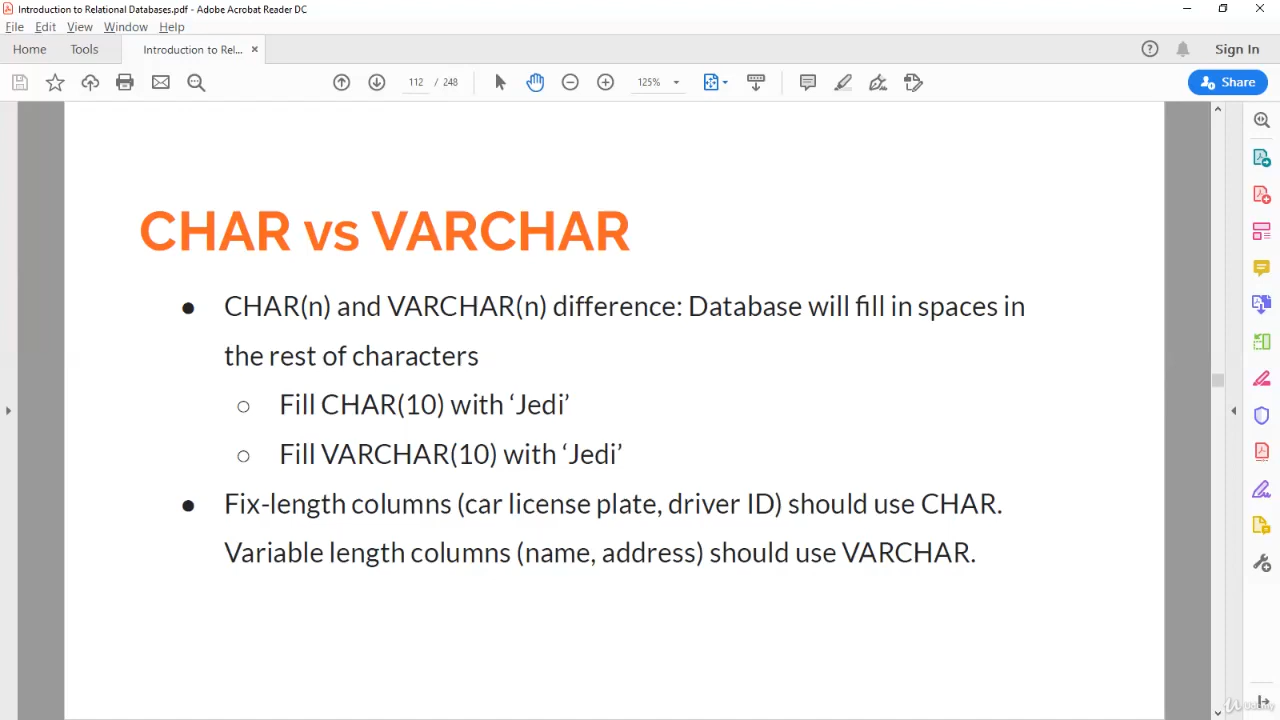 Introduction to Relational Databases.pdf - Adobe Acrobat Reader DC
File Edit View Window Help
Home Tools Introduction to Rel... × Sign In
112 / 248 125% Share
CHAR vs VARCHAR
● CHAR(n) and VARCHAR(n) difference: Database will fill in spaces in
the rest of characters
○ Fill CHAR(10) with ‘Jedi’
○ Fill VARCHAR(10) with ‘Jedi’
● Fix-length columns (car license plate, driver ID) should use CHAR.
Variable length columns (name, address) should use VARCHAR.
Udemy